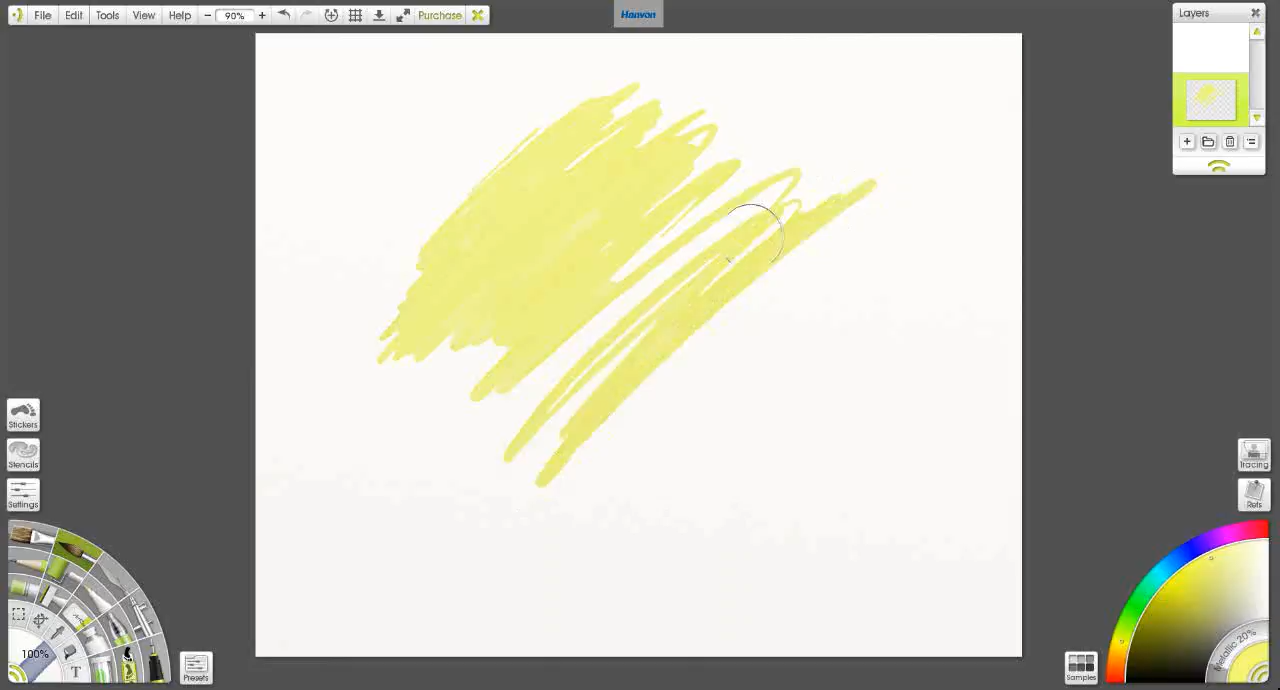 File Edit Tools View Help 90% Purchase
Hanvon
Layers
Stickers
Stencils
Settings
Tracing
Refs
100%
T
Presets
Samples
Metallic 20%